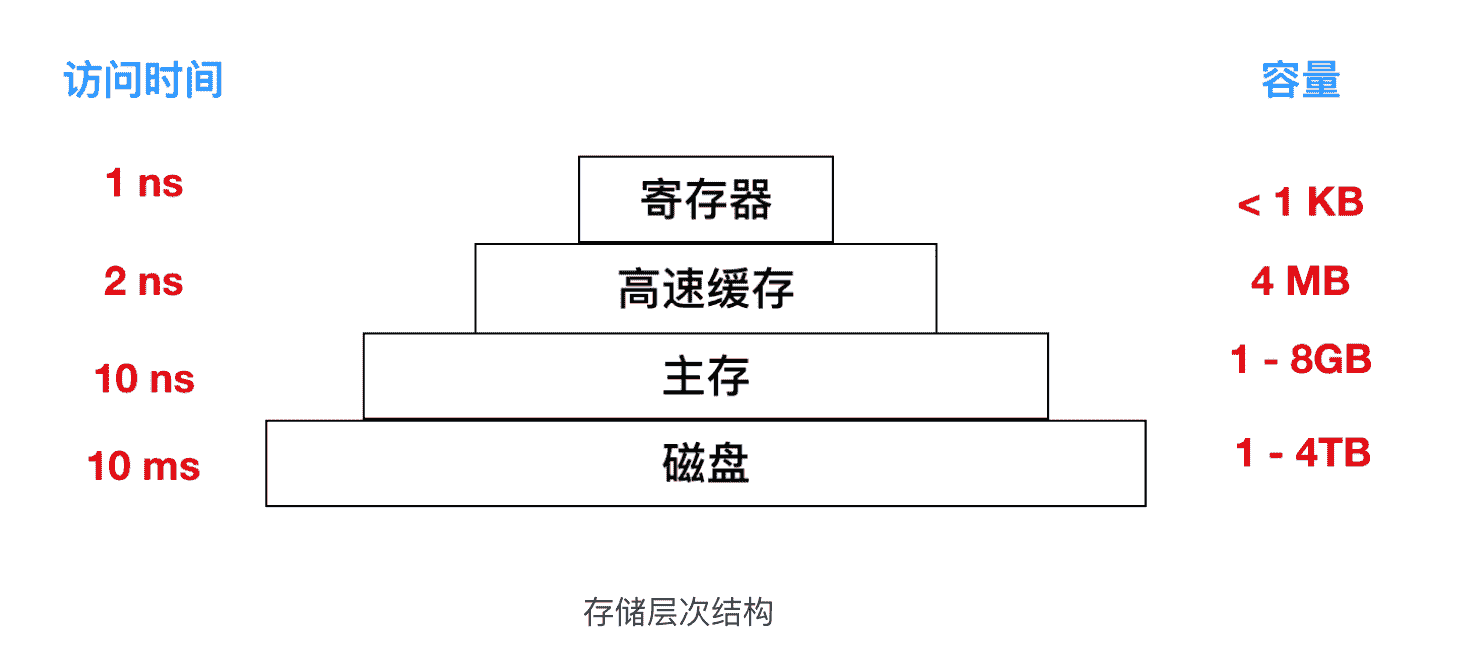 访问时间
容量
1 ns
寄存器
< 1 KB
2 ns
高速缓存
4 MB
10 ns
主存
1 - 8GB
10 ms
磁盘
1 - 4TB
存储层次结构